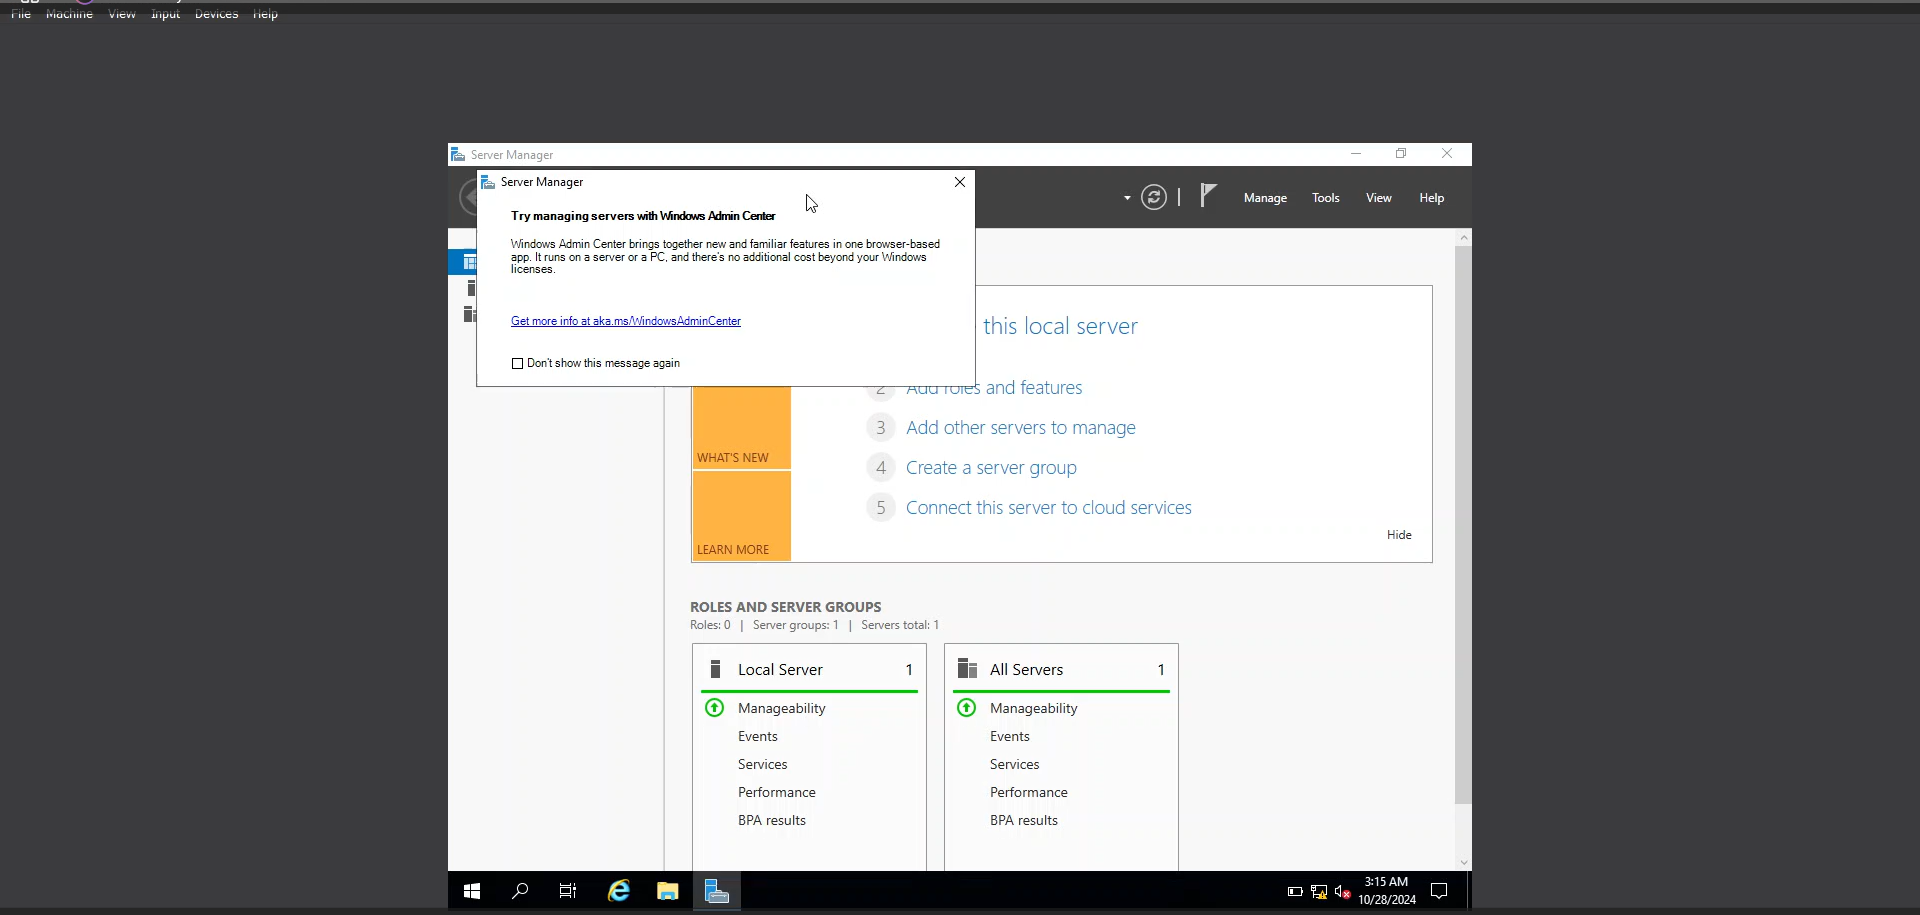 File Machine View Input Devices Help
Server Manager
Server Manager
Try managing servers with Windows Admin Center
Windows Admin Center brings together new and familiar features in one browser-based
app. It runs on a server or a PC, and there's no additional cost beyond your Windows
licenses.
Get more info at aka.ms/WindowsAdminCenter
Don't show this message again
Manage Tools View Help
this local server
2 Add roles and features
3 Add other servers to manage
4 Create a server group
5 Connect this server to cloud services
WHAT'S NEW
LEARN MORE
Hide
ROLES AND SERVER GROUPS
Roles: 0 | Server groups: 1 | Servers total: 1
Local Server 1
Manageability
Events
Services
Performance
BPA results
All Servers 1
Manageability
Events
Services
Performance
BPA results
3:15 AM
10/28/2024